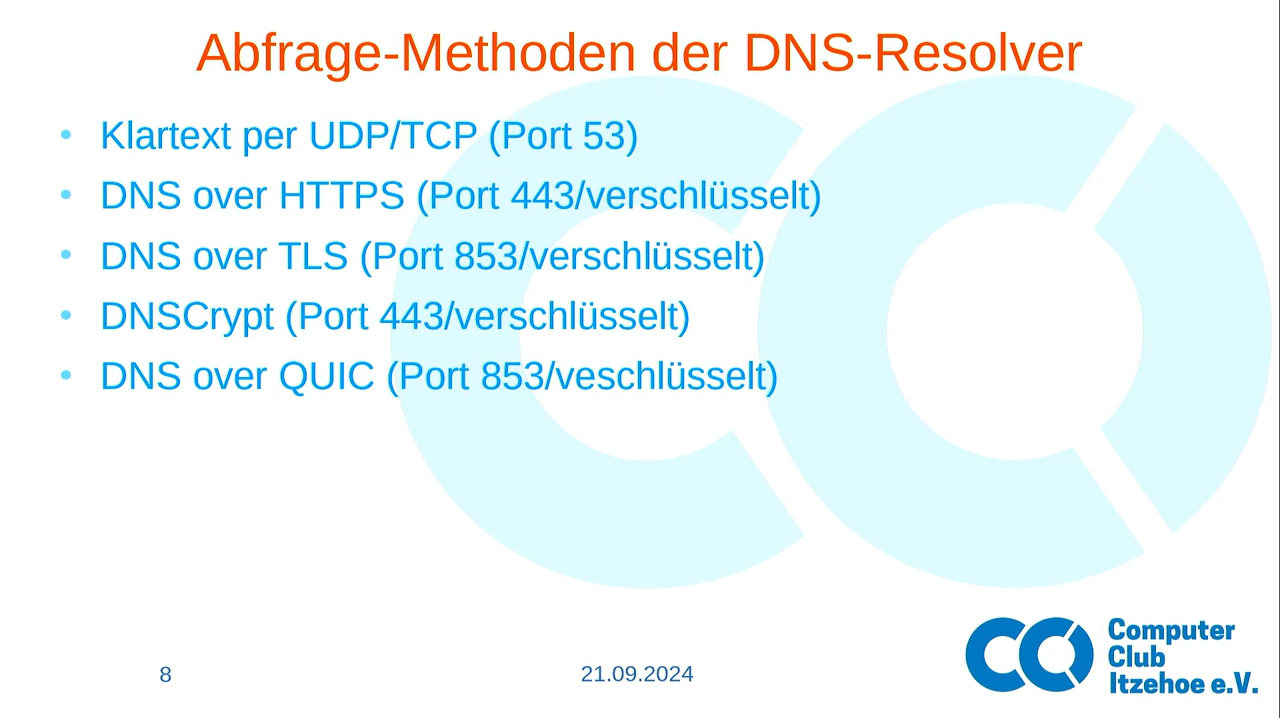 Abfrage-Methoden der DNS-Resolver
• Klartext per UDP/TCP (Port 53)
• DNS over HTTPS (Port 443/verschlüsselt)
• DNS over TLS (Port 853/verschlüsselt)
• DNSCrypt (Port 443/verschlüsselt)
• DNS over QUIC (Port 853/veschlüsselt)
8
21.09.2024
Computer
Club
Itzehoe e.V.